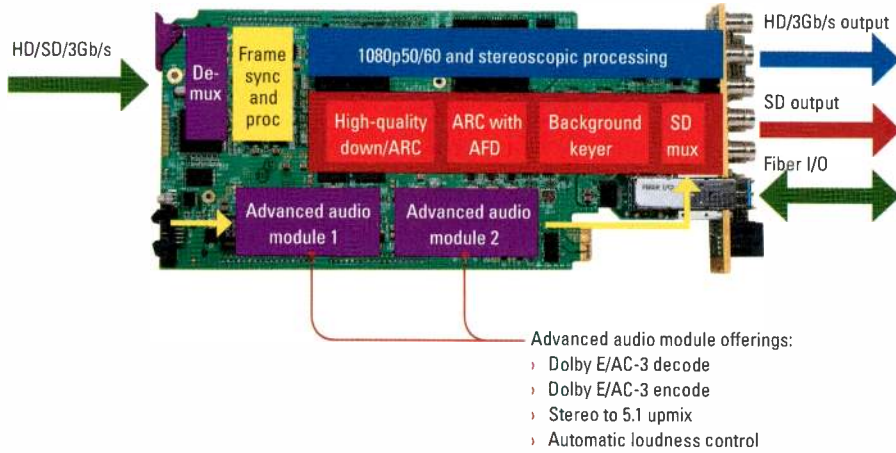 HD/SD/3Gb/s
De-
mux
Frame
sync
and
proc
1080p50/60 and stereoscopic processing
High-quality
down/ARC
ARC with
AFD
Background
keyer
SD
mux
Advanced audio
module 1
Advanced audio
module 2
HD/3Gb/s output
SD output
Fiber I/O
FIBER I/O
Advanced audio module offerings:
› Dolby E/AC-3 decode
› Dolby E/AC-3 encode
› Stereo to 5.1 upmix
› Automatic loudness control